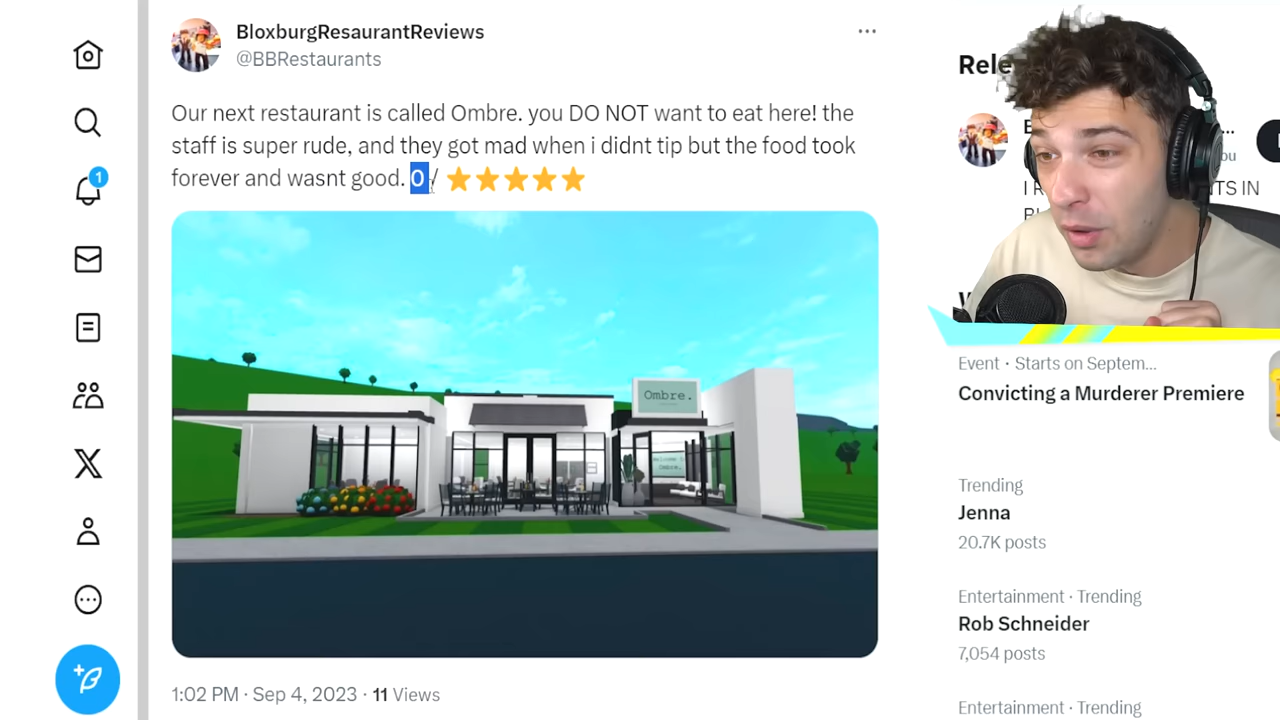 BloxburgResaurantReviews
@BBRestaurants
Our next restaurant is called Ombre. you DO NOT want to eat here! the
staff is super rude, and they got mad when i didnt tip but the food took
forever and wasnt good. 0 / ⭐⭐⭐⭐⭐
Ombre.
Ombre.
1:02 PM · Sep 4, 2023 · 11 Views
1
Rele
Event · Starts on Septem...
Convicting a Murderer Premiere
Trending
Jenna
20.7K posts
Entertainment · Trending
Rob Schneider
7,054 posts
Entertainment · Trending